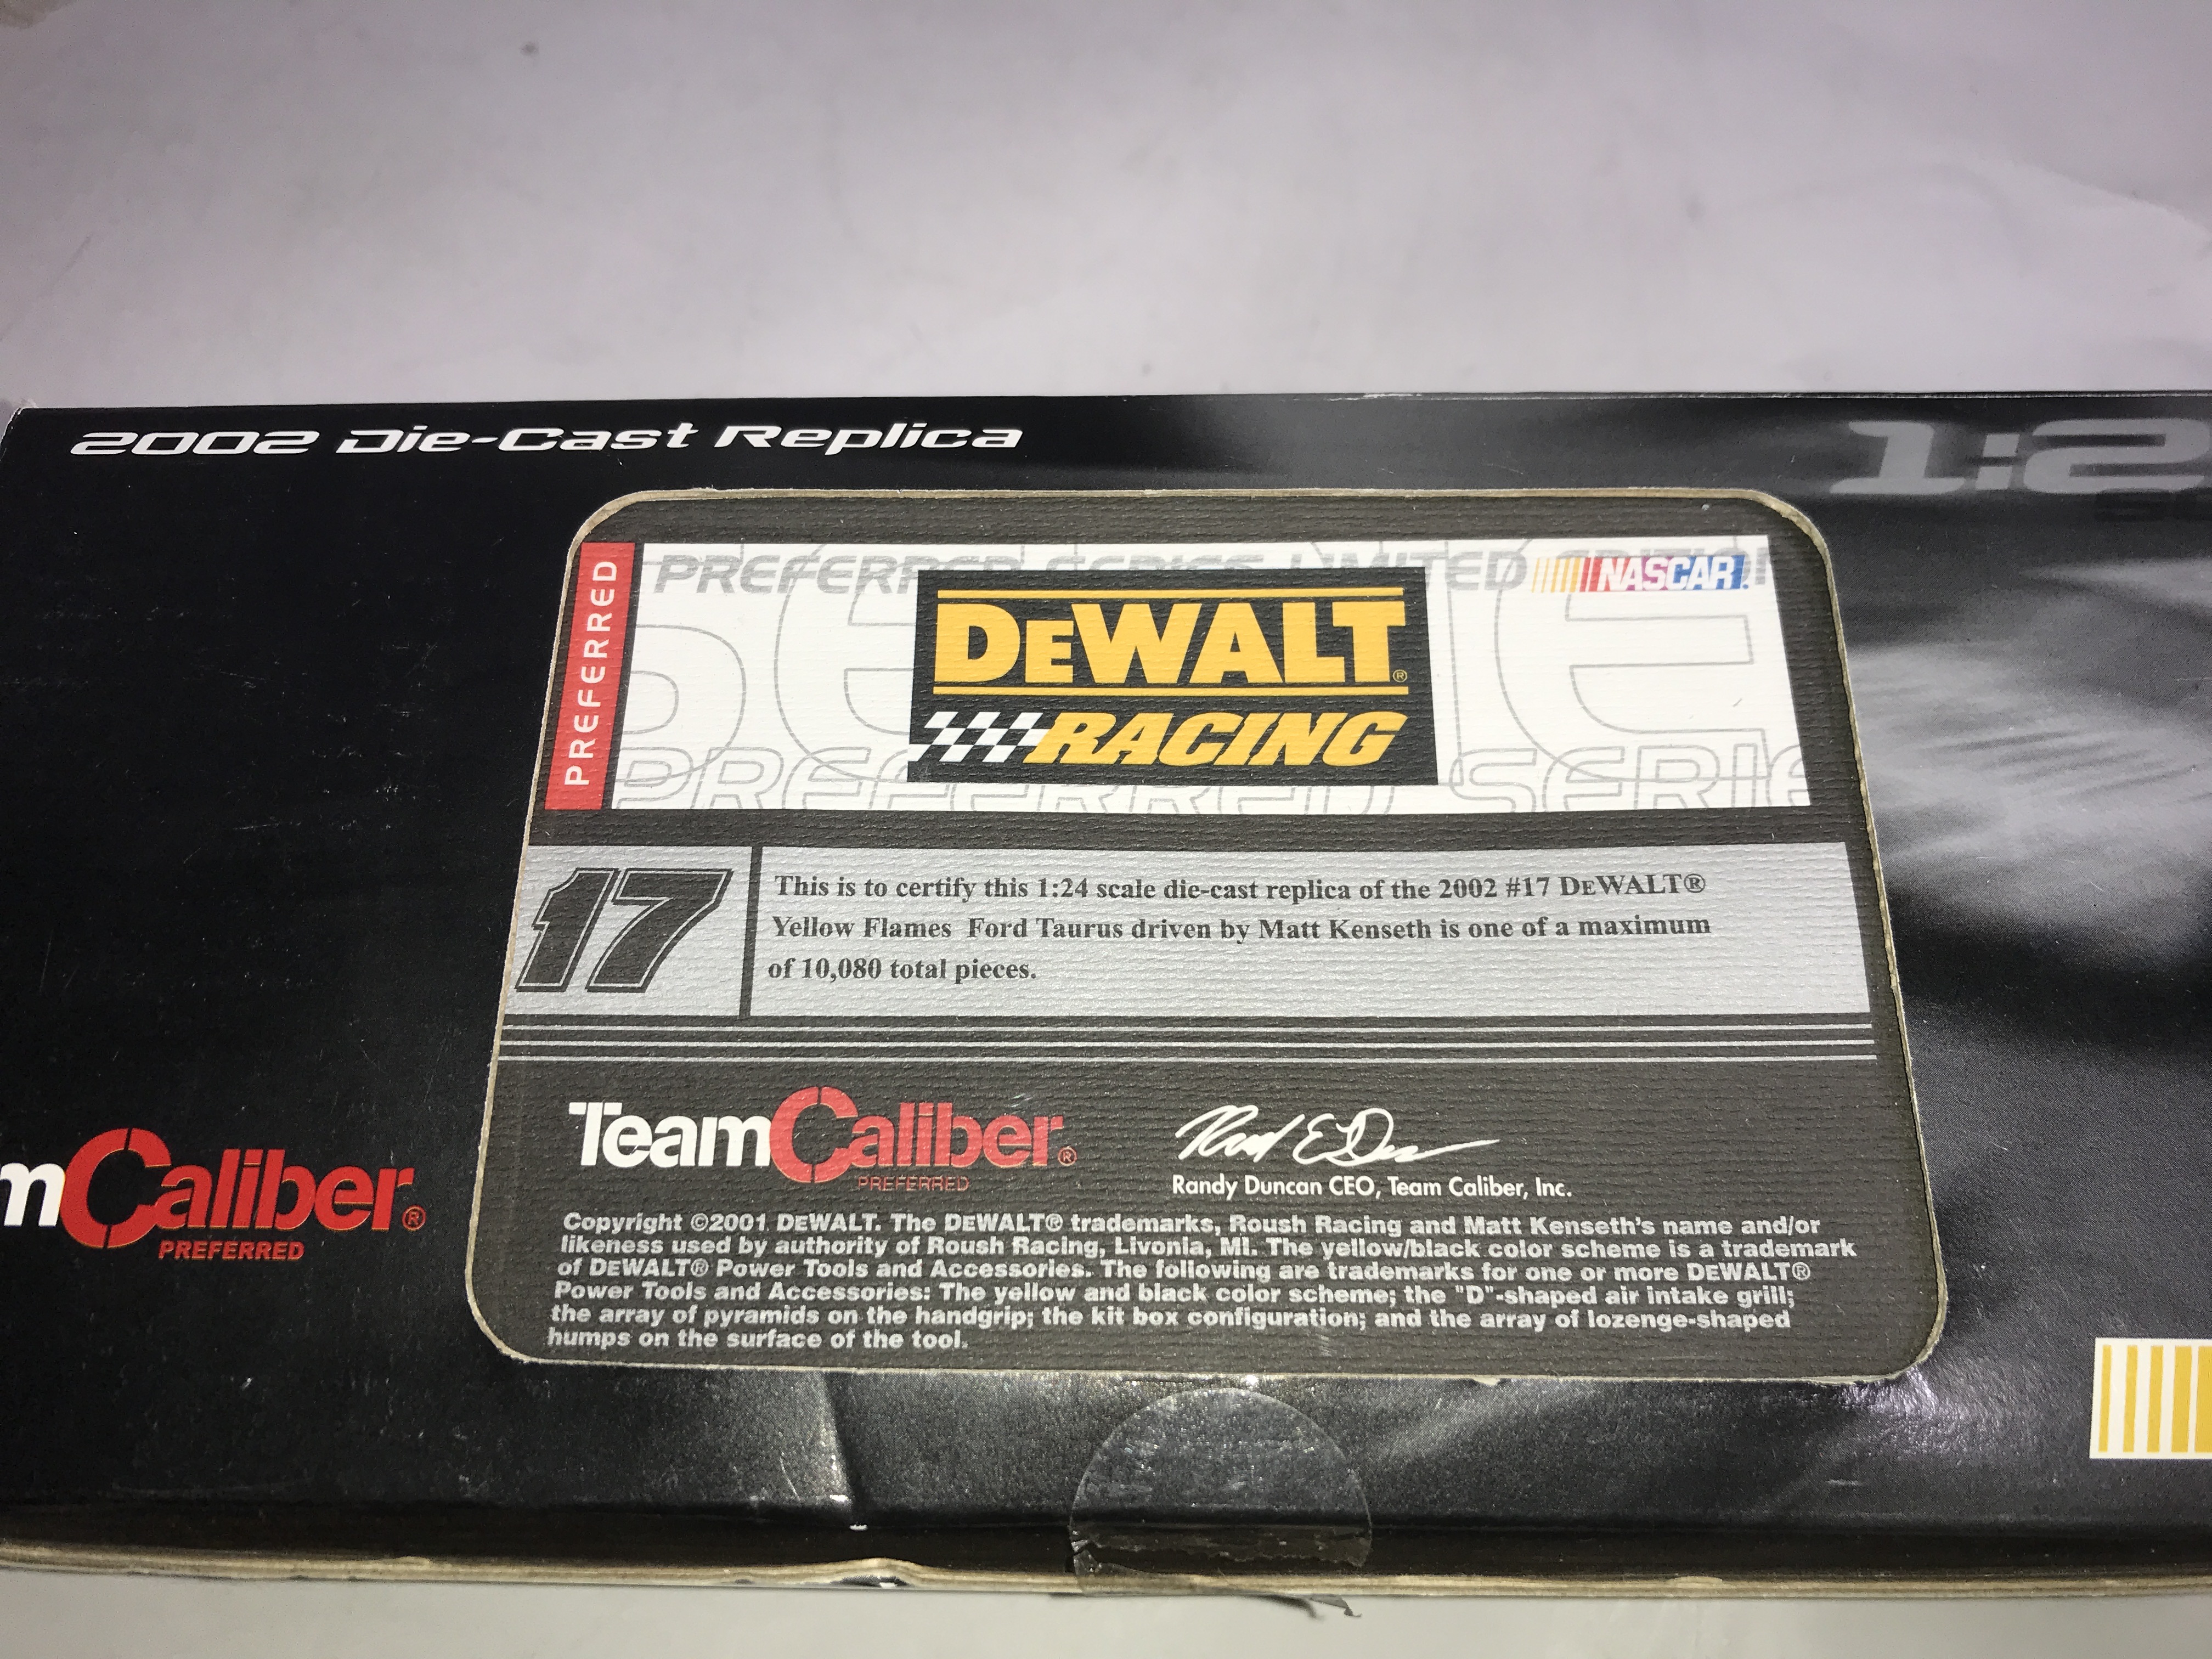 2002 Die-Cast Replica
1:2
PREFERRED SERIES LIMITED EDITION
NASCAR
PREFERRED
DEWALT®
RACING
PREFERRED SERIE
17
This is to certify this 1:24 scale die-cast replica of the 2002 #17 DEWALT®
Yellow Flames Ford Taurus driven by Matt Kenseth is one of a maximum
of 10,080 total pieces.
TeamCaliber®
PREFERRED
Randy Duncan CEO, Team Caliber, Inc.
mCaliber®
PREFERRED
Copyright ©2001 DEWALT. The DEWALT® trademarks, Roush Racing and Matt Kenseth's name and/or
likeness used by authority of Roush Racing, Livonia, MI. The yellow/black color scheme is a trademark
of DEWALT® Power Tools and Accessories. The following are trademarks for one or more DEWALT®
Power Tools and Accessories: The yellow and black color scheme; the "D"-shaped air intake grill;
the array of pyramids on the handgrip; the kit box configuration; and the array of lozenge-shaped
humps on the surface of the tool.